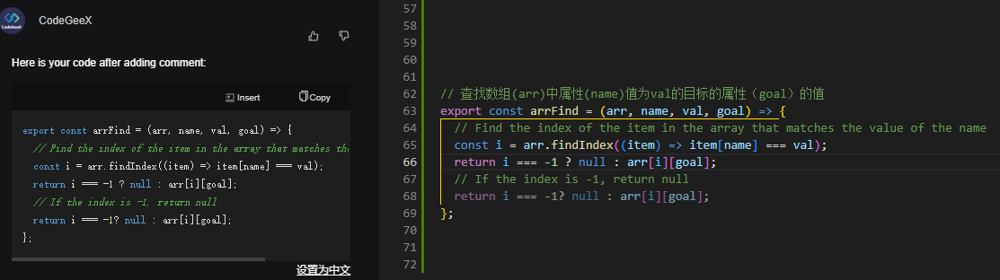 CodeGeeX
CodeGeeX
Here is your code after adding comment:
Insert
Copy
export const arrFind = (arr, name, val, goal) => {
// Find the index of the item in the array that matches the
const i = arr.findIndex((item) => item[name] === val);
return i === -1 ? null : arr[i][goal];
// If the index is -1, return null
return i === -1? null : arr[i][goal];
};
设置为中文
57
58
59
60
61
62 // 查找数组(arr)中属性(name)值为val的目标的属性（goal）的值
63 export const arrFind = (arr, name, val, goal) => {
64 // Find the index of the item in the array that matches the value of the name
65 const i = arr.findIndex((item) => item[name] === val);
66 return i === -1 ? null : arr[i][goal];
67 // If the index is -1, return null
68 return i === -1? null : arr[i][goal];
69 };
70
71
72